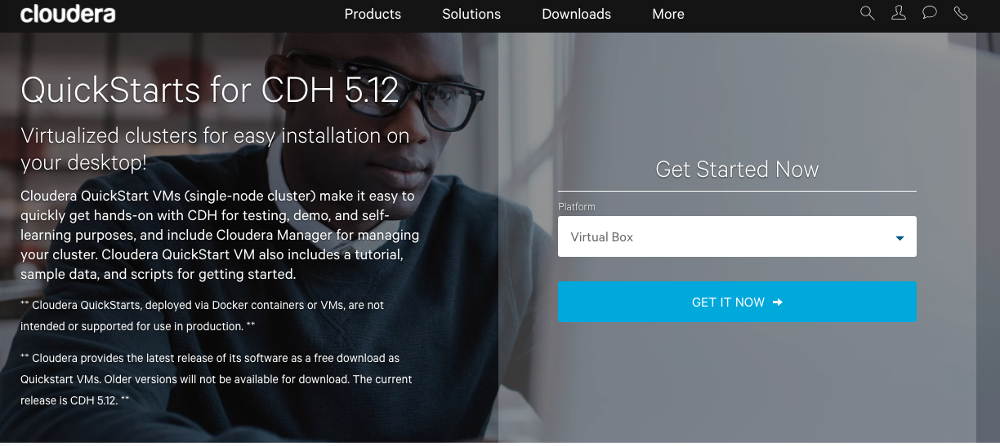 cloudera
Products
Solutions
Downloads
More
QuickStarts for CDH 5.12
Virtualized clusters for easy installation on
your desktop!
Cloudera QuickStart VMs (single-node cluster) make it easy to
quickly get hands-on with CDH for testing, demo, and self-
learning purposes, and include Cloudera Manager for managing
your cluster. Cloudera QuickStart VM also includes a tutorial,
sample data, and scripts for getting started.
** Cloudera QuickStarts, deployed via Docker containers or VMs, are not
intended or supported for use in production. **
** Cloudera provides the latest release of its software as a free download as
Quickstart VMs. Older versions will not be available for download. The current
release is CDH 5.12. **
Get Started Now
Platform
Virtual Box
GET IT NOW